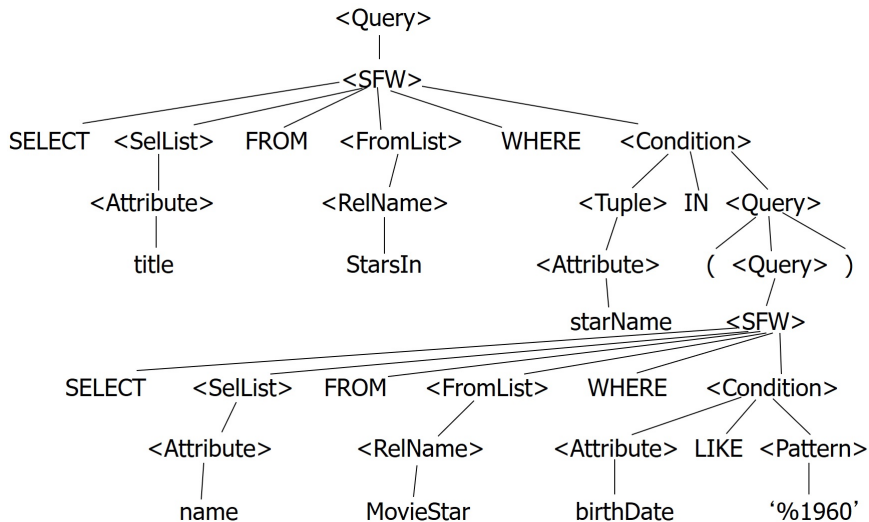 <Query>
<SFW>
SELECT <SelList> FROM <FromList> WHERE <Condition>
<Attribute> <RelName> <Tuple> IN <Query>
title StarsIn <Attribute> ( <Query> )
starName <SFW>
SELECT <SelList> FROM <FromList> WHERE <Condition>
<Attribute> <RelName> <Attribute> LIKE <Pattern>
name MovieStar birthDate ‘%1960’